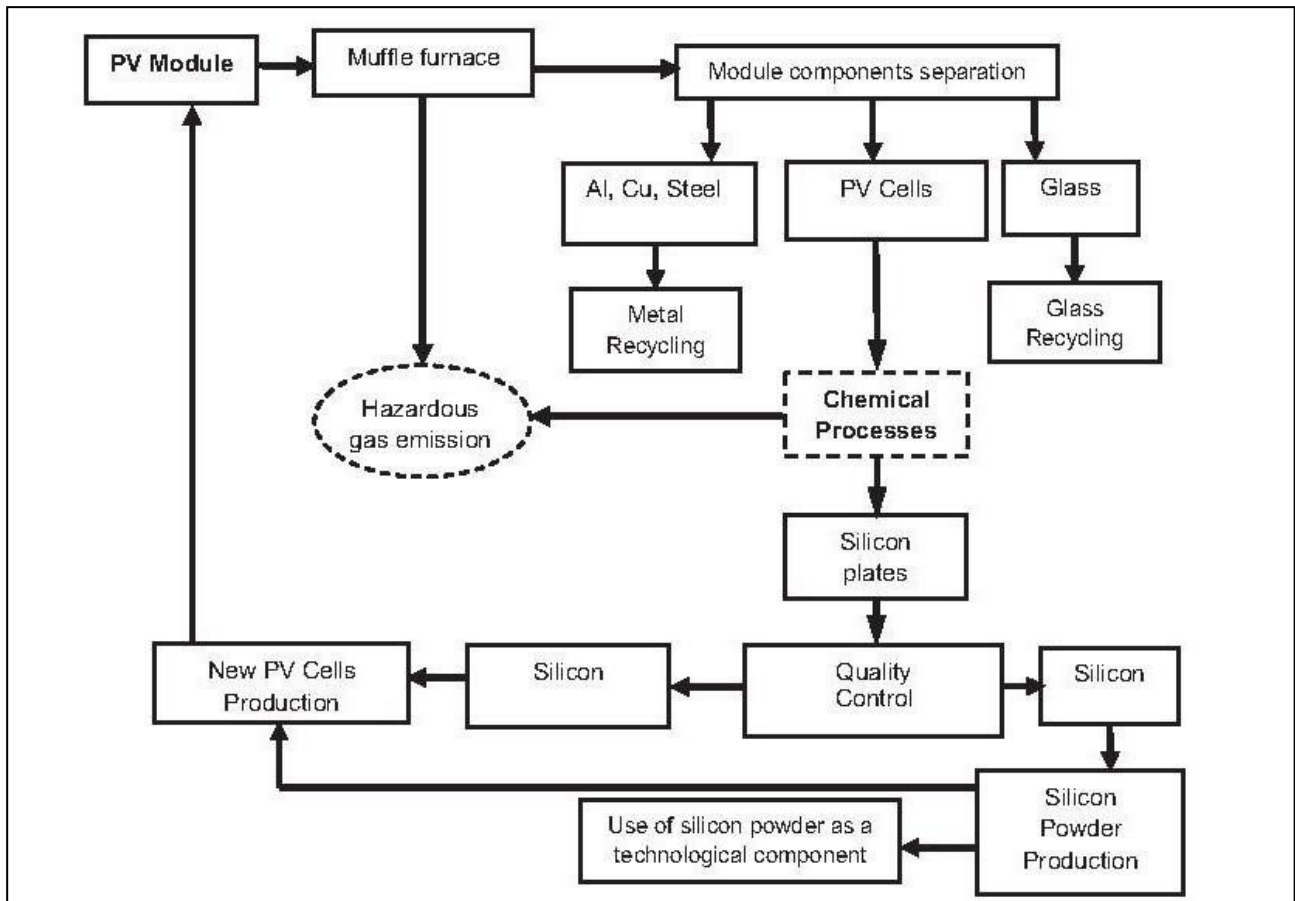 PV Module
Muffle furnace
Module components separation
Al, Cu, Steel
PV Cells
Glass
Metal
Recycling
Glass
Recycling
Hazardous
gas emission
Chemical
Processes
Silicon
plates
New PV Cells
Production
Silicon
Quality
Control
Silicon
Use of silicon powder as a
technological component
Silicon
Powder
Production